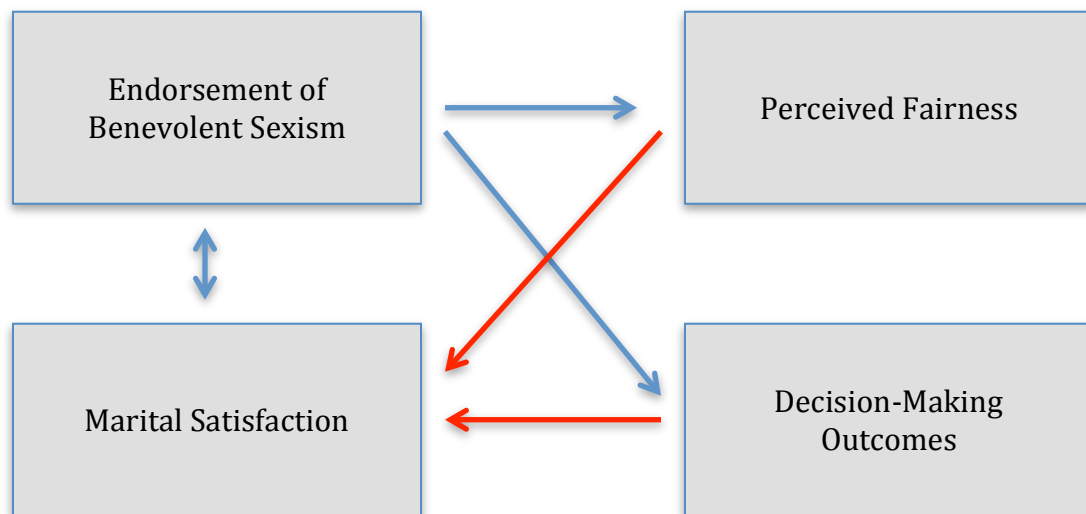 Endorsement of
Benevolent Sexism
Perceived Fairness
Marital Satisfaction
Decision-Making
Outcomes